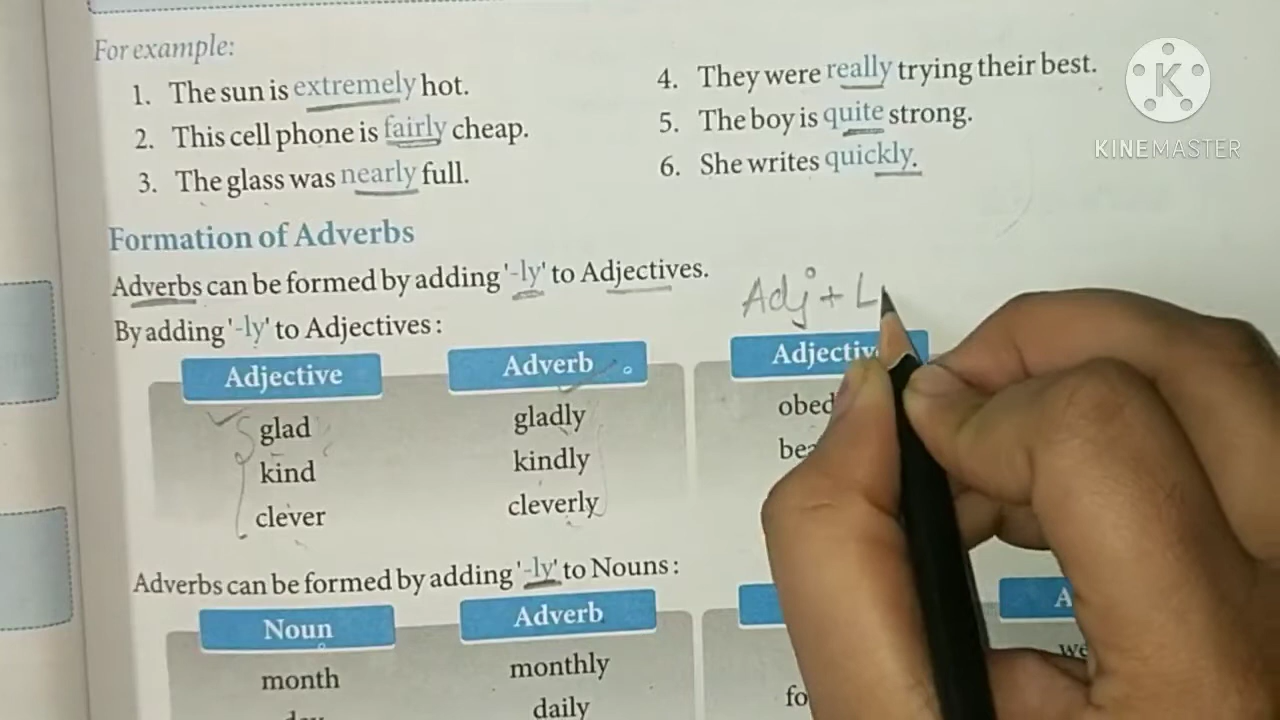 For example:
1. The sun is extremely hot.
2. This cell phone is fairly cheap.
3. The glass was nearly full.
4. They were really trying their best.
5. The boy is quite strong.
6. She writes quickly.
KINEMASTER
Formation of Adverbs
Adverbs can be formed by adding '-ly' to Adjectives.
Adj + L
By adding '-ly' to Adjectives :
Adjective Adverb
glad gladly
kind kindly
clever cleverly
Adverbs can be formed by adding '-ly' to Nouns :
Noun Adverb
month monthly
daily